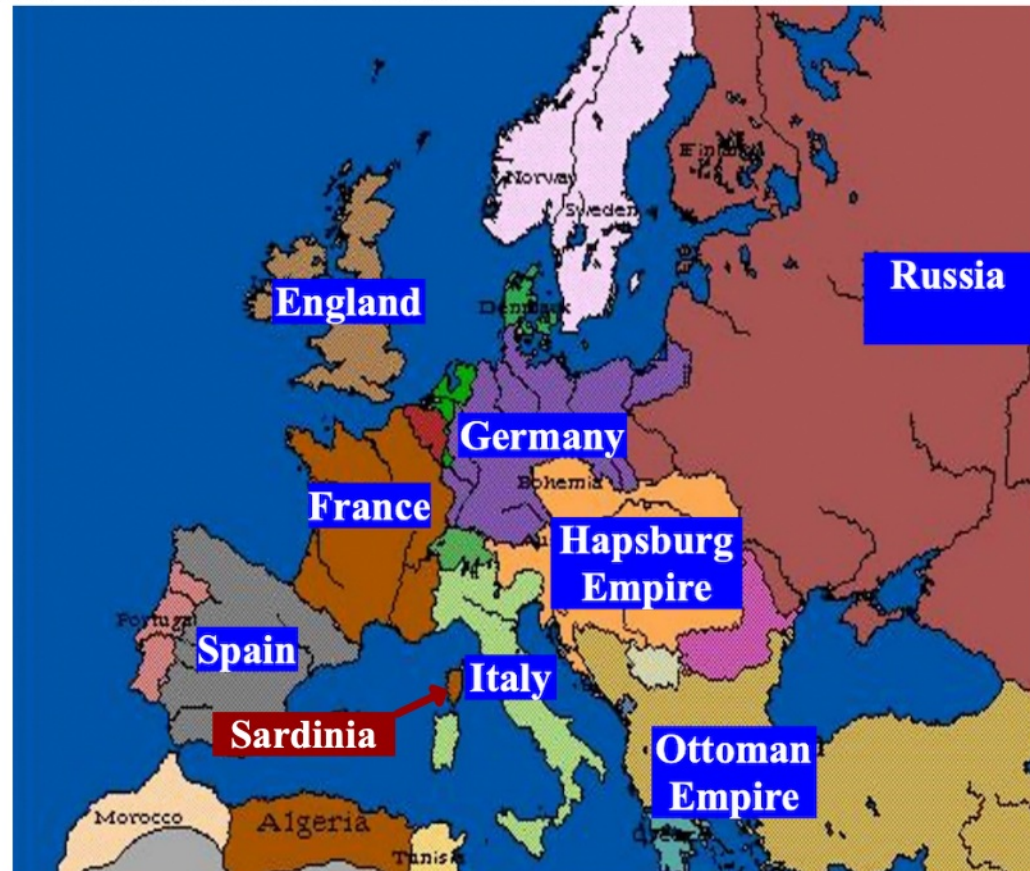 Norway
Sweden
Finland
Russia
England
Denmark
Germany
Bohemia
France
Hapsburg
Empire
Portugal
Spain
Italy
Sardinia
Ottoman
Empire
Morocco
Algeria
Tunisia